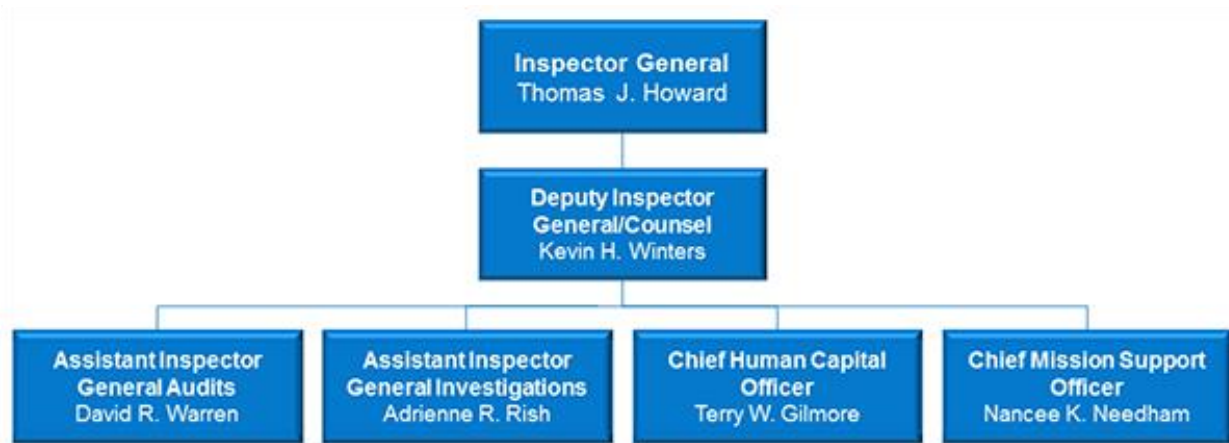 Inspector General
Thomas J. Howard
Deputy Inspector
General/Counsel
Kevin H. Winters
Assistant Inspector
General Audits
David R. Warren
Assistant Inspector
General Investigations
Adrienne R. Rish
Chief Human Capital
Officer
Terry W. Gilmore
Chief Mission Support
Officer
Nancee K. Needham